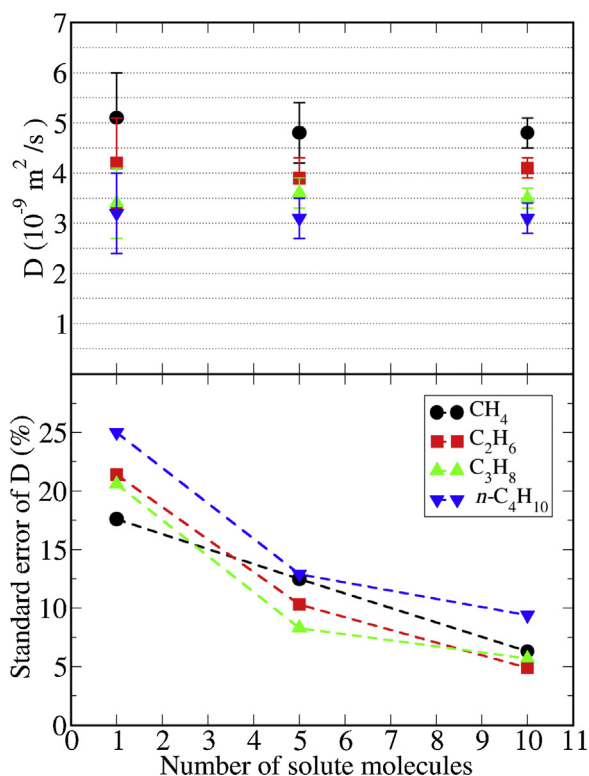 7
6
5
4
3
2
1
D (10⁻⁹ m²/s)
25
20
15
10
5
0
Standard error of D (%)
CH₄
C₂H₆
C₃H₈
n-C₄H₁₀
0 1 2 3 4 5 6 7 8 9 10 11
Number of solute molecules